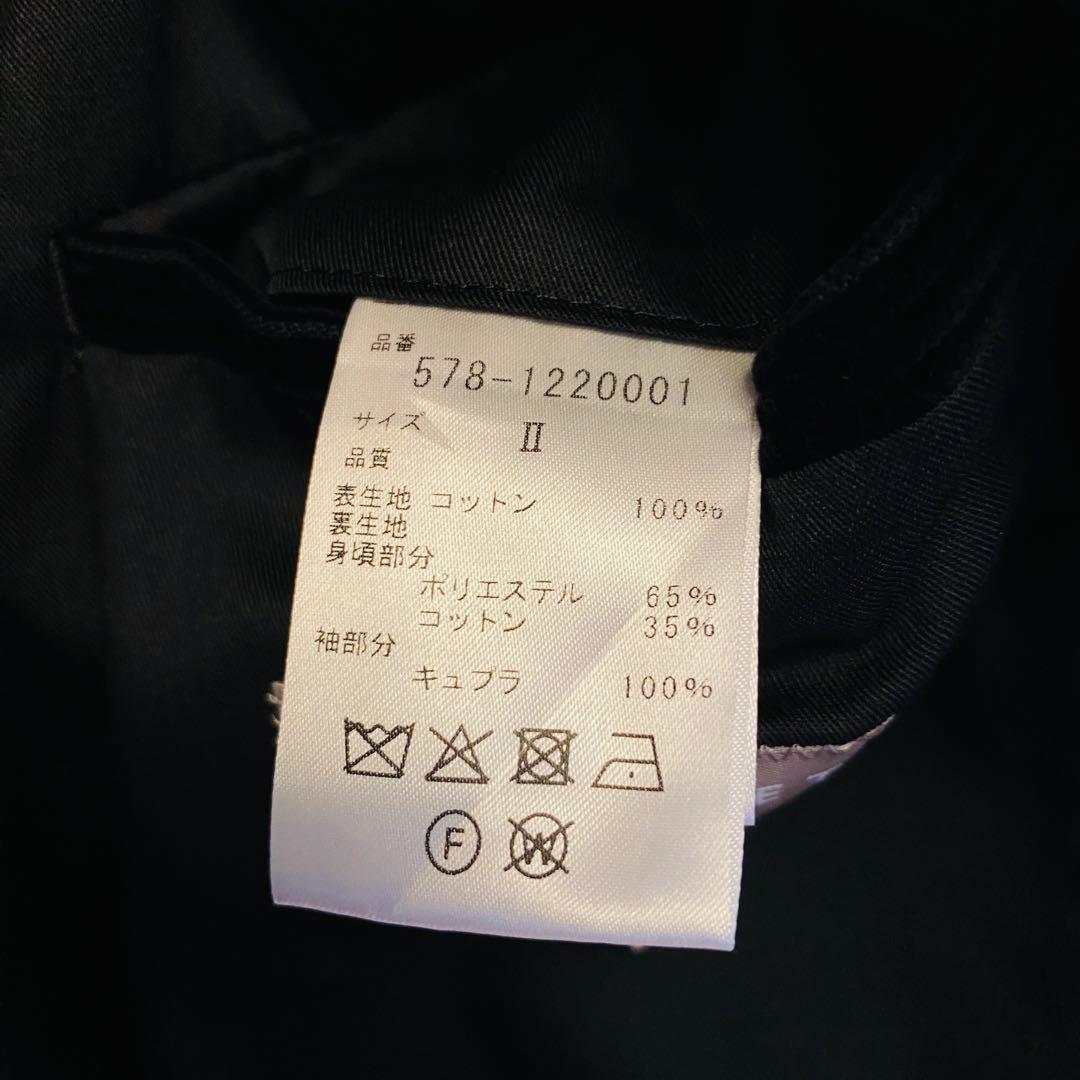 品番
578-1220001
サイズ II
品質
表生地 コットン 100%
裏生地
身頃部分
ポリエステル 65%
コットン 35%
袖部分
キュプラ 100%
F W